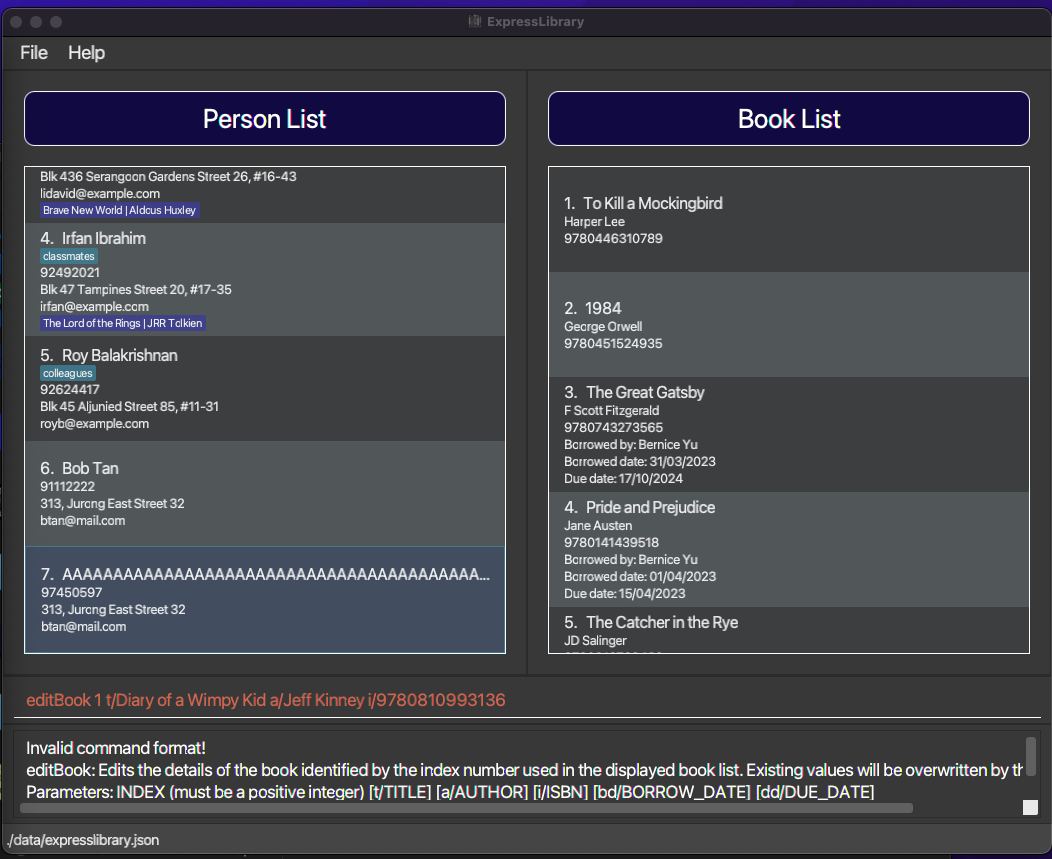 ExpressLibrary
File Help
Person List
Blk 436 Serangoon Gardens Street 26, #16-43
lidavid@example.com
Brave New World | Aldous Huxley
4. Irfan Ibrahim
classmates
92492021
Blk 47 Tampines Street 20, #17-35
irfan@example.com
The Lord of the Rings | JRR Tolkien
5. Roy Balakrishnan
colleagues
92624417
Blk 45 Aljunied Street 85, #11-31
royb@example.com
6. Bob Tan
91112222
313, Jurong East Street 32
btan@mail.com
7. AAAAAAAAAAAAAAAAAAAAAAAAAAAAAAAAAAAAAAAAA...
97450597
313, Jurong East Street 32
btan@mail.com
Book List
1. To Kill a Mockingbird
Harper Lee
9780446310789
2. 1984
George Orwell
9780451524935
3. The Great Gatsby
F Scott Fitzgerald
9780743273565
Borrowed by: Bernice Yu
Borrowed date: 31/03/2023
Due date: 17/10/2024
4. Pride and Prejudice
Jane Austen
9780141439518
Borrowed by: Bernice Yu
Borrowed date: 01/04/2023
Due date: 15/04/2023
5. The Catcher in the Rye
JD Salinger
editBook 1 t/Diary of a Wimpy Kid a/Jeff Kinney i/9780810993136
Invalid command format!
editBook: Edits the details of the book identified by the index number used in the displayed book list. Existing values will be overwritten by th
Parameters: INDEX (must be a positive integer) [t/TITLE] [a/AUTHOR] [i/ISBN] [bd/BORROW_DATE] [dd/DUE_DATE]
./data/expresslibrary.json